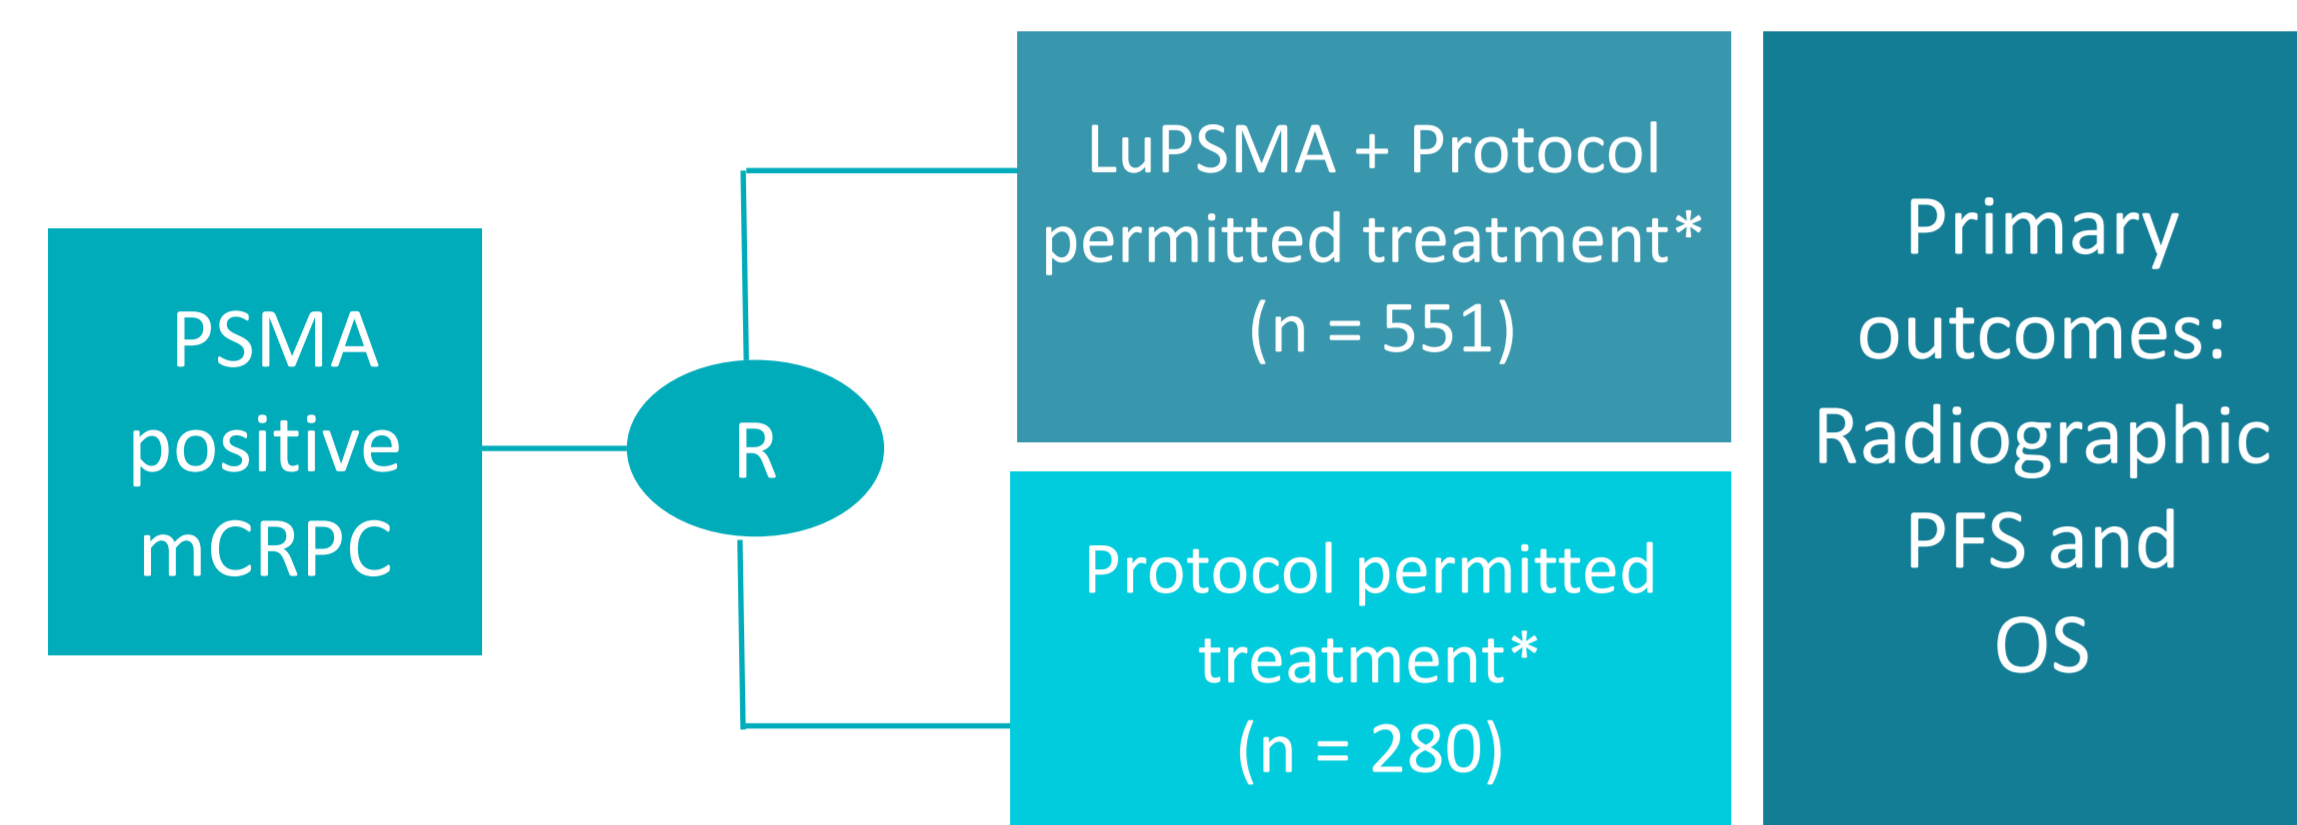 PSMA
positive
mCRPC
R
LuPSMA + Protocol
permitted treatment*
(n = 551)
Protocol permitted
treatment*
(n = 280)
Primary
outcomes:
Radiographic
PFS and
OS